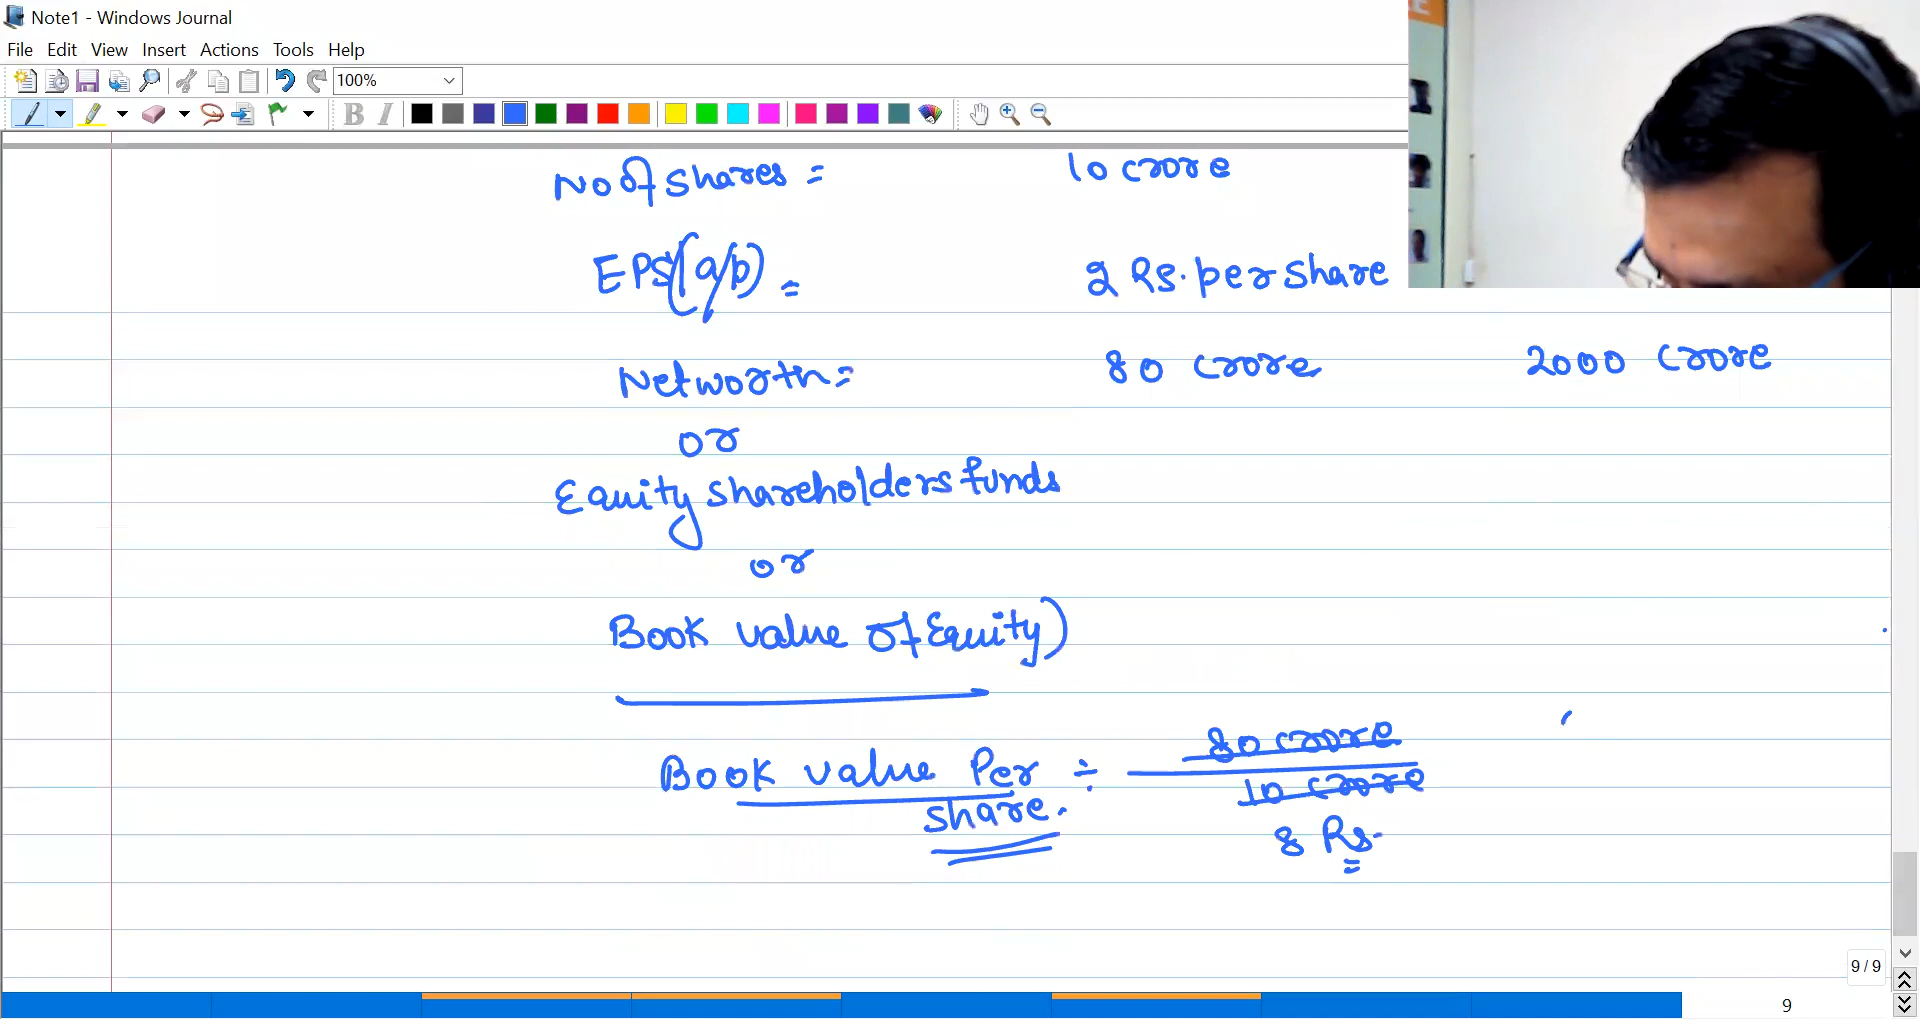 Note1 - Windows Journal
File Edit View Insert Actions Tools Help
100%
B I
No of shares = 10 crore
EPS (a/b) = 2 Rs. per share
Networth = 80 crore 2000 crore
or
Equity shareholders funds
or
Book value of Equity)
Book value Per = 80 crore
share. 10 crore
8 Rs.
9 / 9
9